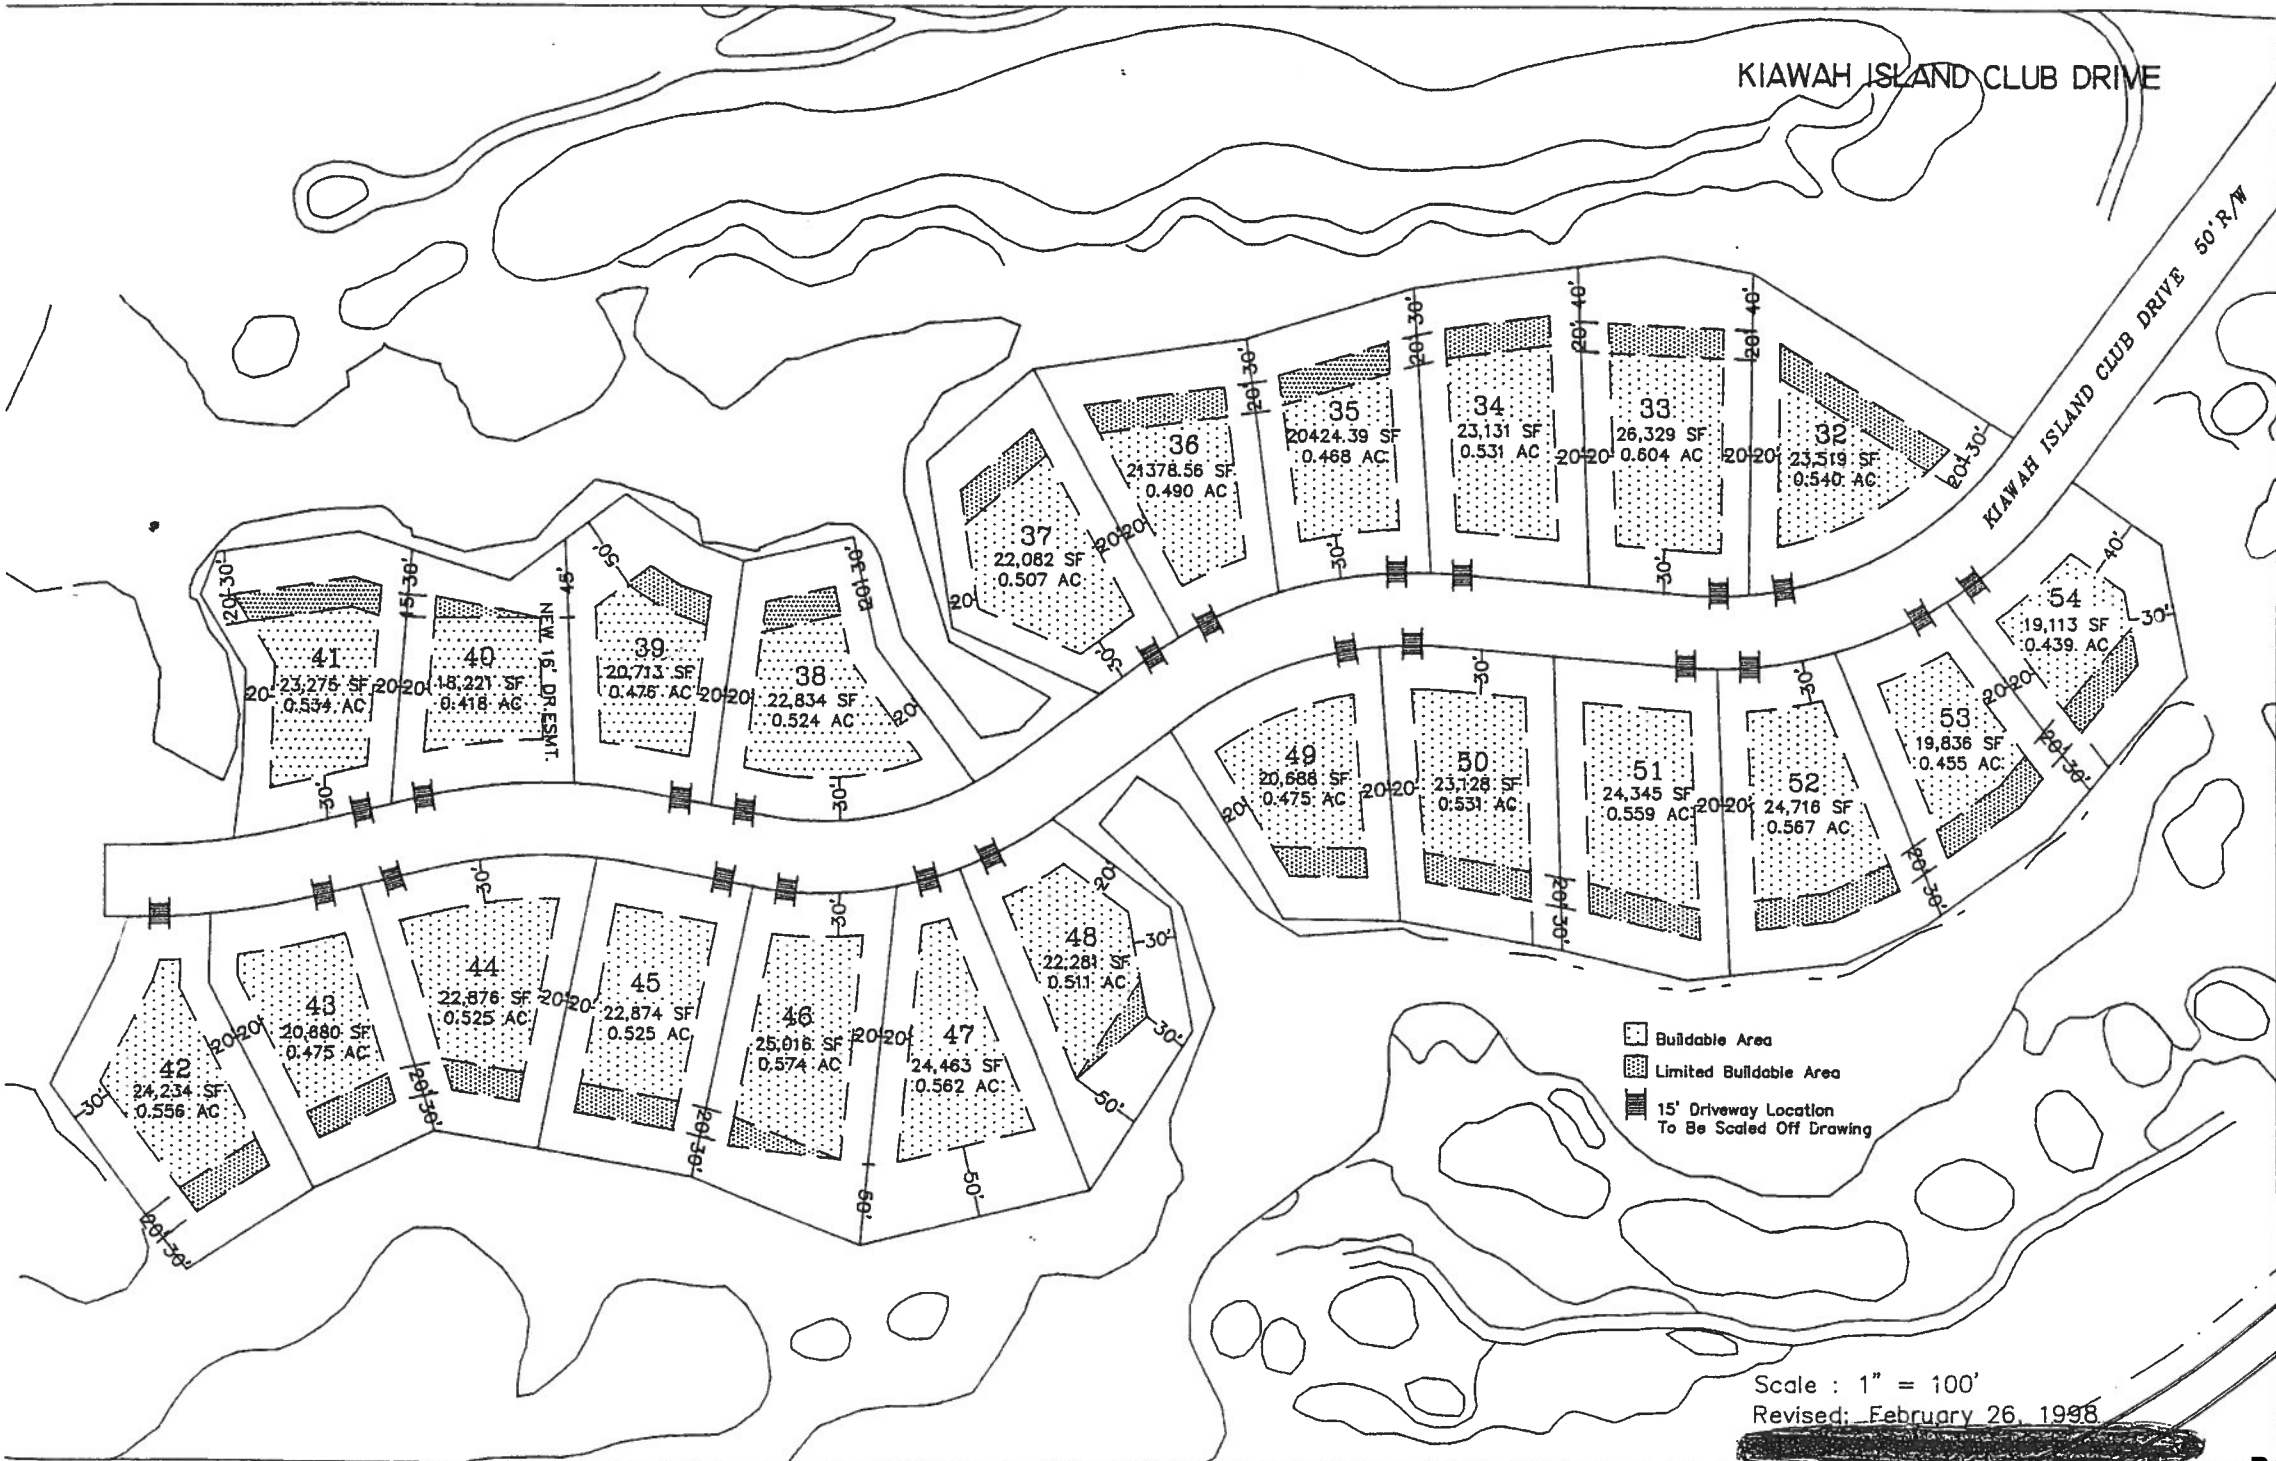 KIAWAH ISLAND CLUB DRIVE
KIAWAH ISLAND CLUB DRIVE 50' R/W
32
23,519 SF
0.540 AC
33
26,329 SF
0.604 AC
34
23,131 SF
0.531 AC
35
20424.39 SF
0.468 AC
36
21378.56 SF
0.490 AC
37
22,082 SF
0.507 AC
38
22,834 SF
0.524 AC
39
20,713 SF
0.476 AC
40
18,221 SF
0.418 AC
NEW 16' DR.ESMT.
41
23,275 SF
0.534 AC
42
24,234 SF
0.556 AC
43
20,680 SF
0.475 AC
44
22,876 SF
0.525 AC
45
22,874 SF
0.525 AC
46
25,016 SF
0.574 AC
47
24,463 SF
0.562 AC
48
22,281 SF
0.511 AC
49
20,688 SF
0.475 AC
50
23,128 SF
0.531 AC
51
24,345 SF
0.559 AC
52
24,716 SF
0.567 AC
53
19,836 SF
0.455 AC
54
19,113 SF
0.439 AC
Buildable Area
Limited Buildable Area
15' Driveway Location
To Be Scaled Off Drawing
Scale : 1" = 100'
Revised: February 26, 1998